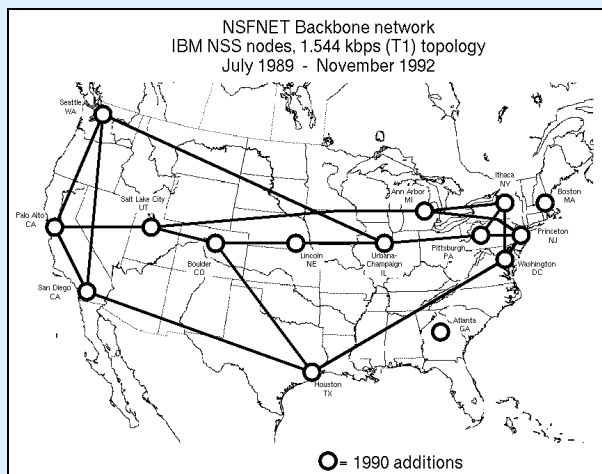 NSFNET Backbone network
IBM NSS nodes, 1.544 kbps (T1) topology
July 1989 - November 1992
Seattle
WA
Ithaca
NY
Ann Arbor
MI
Boston
MA
Salt Lake City
UT
Palo Alto
CA
Boulder
CO
Lincoln
NE
Urbana-
Champaign
IL
Pittsburgh
PA
Princeton
NJ
Washington
DC
San Diego
CA
Atlanta
GA
Houston
TX
= 1990 additions